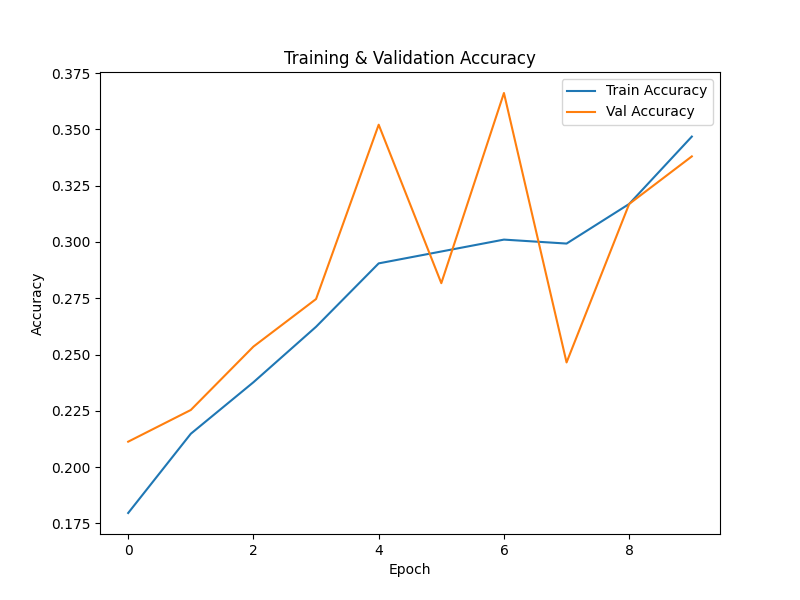 Training & Validation Accuracy
Train Accuracy
Val Accuracy
0.375
0.350
0.325
0.300
0.275
0.250
0.225
0.200
0.175
Accuracy
0 2 4 6 8
Epoch